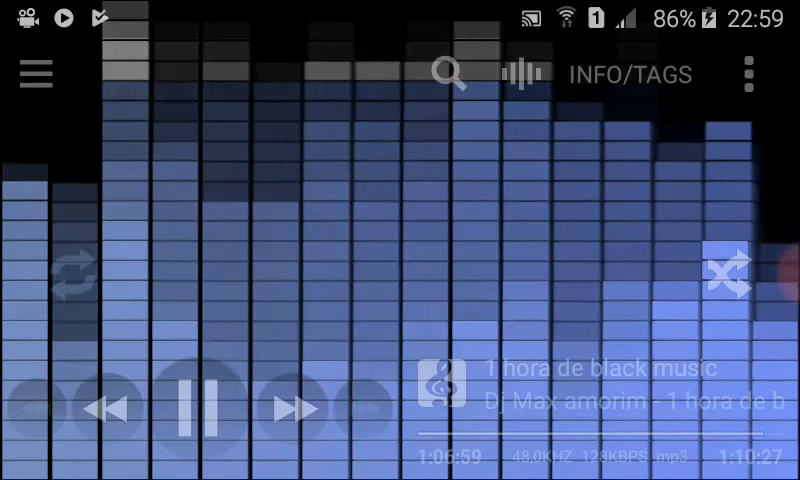 1 86% 22:59
INFO/TAGS
1 hora de black music
Dj Max amorim - 1 hora de b
1:06:59 48,0KHZ 128KBPS mp3 1:10:27